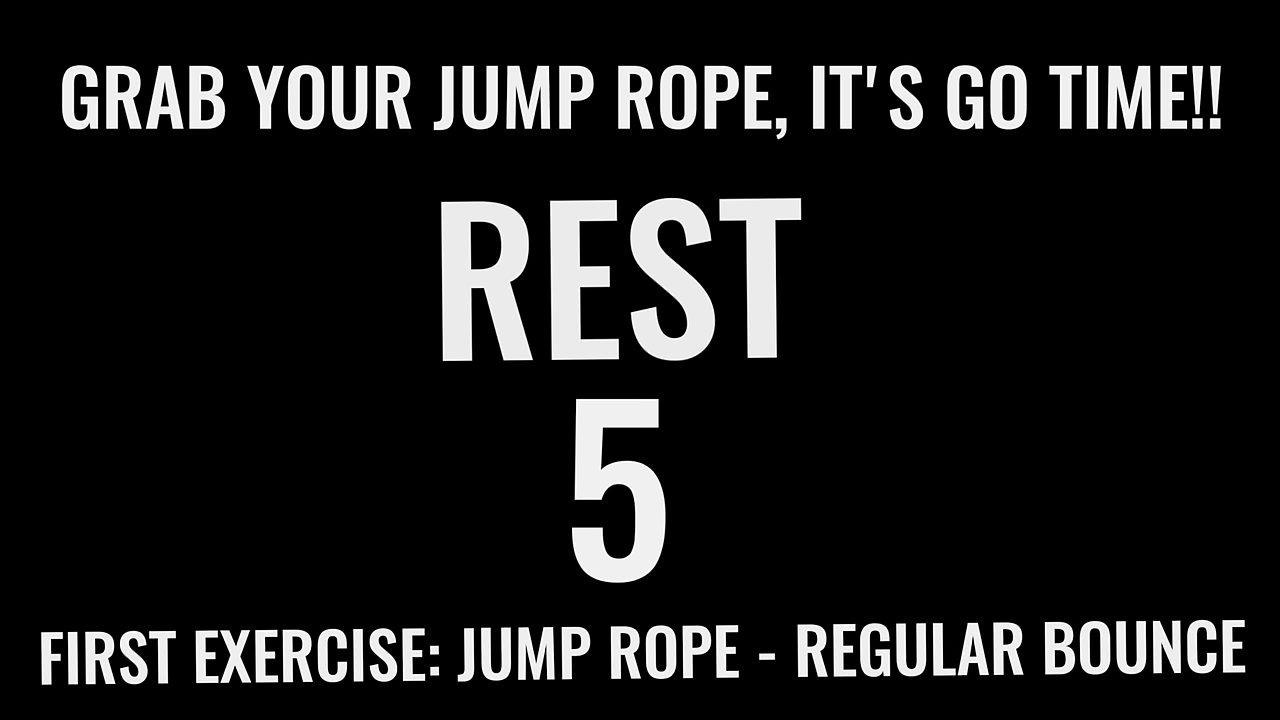 GRAB YOUR JUMP ROPE, IT'S GO TIME!!
REST
5
FIRST EXERCISE: JUMP ROPE - REGULAR BOUNCE